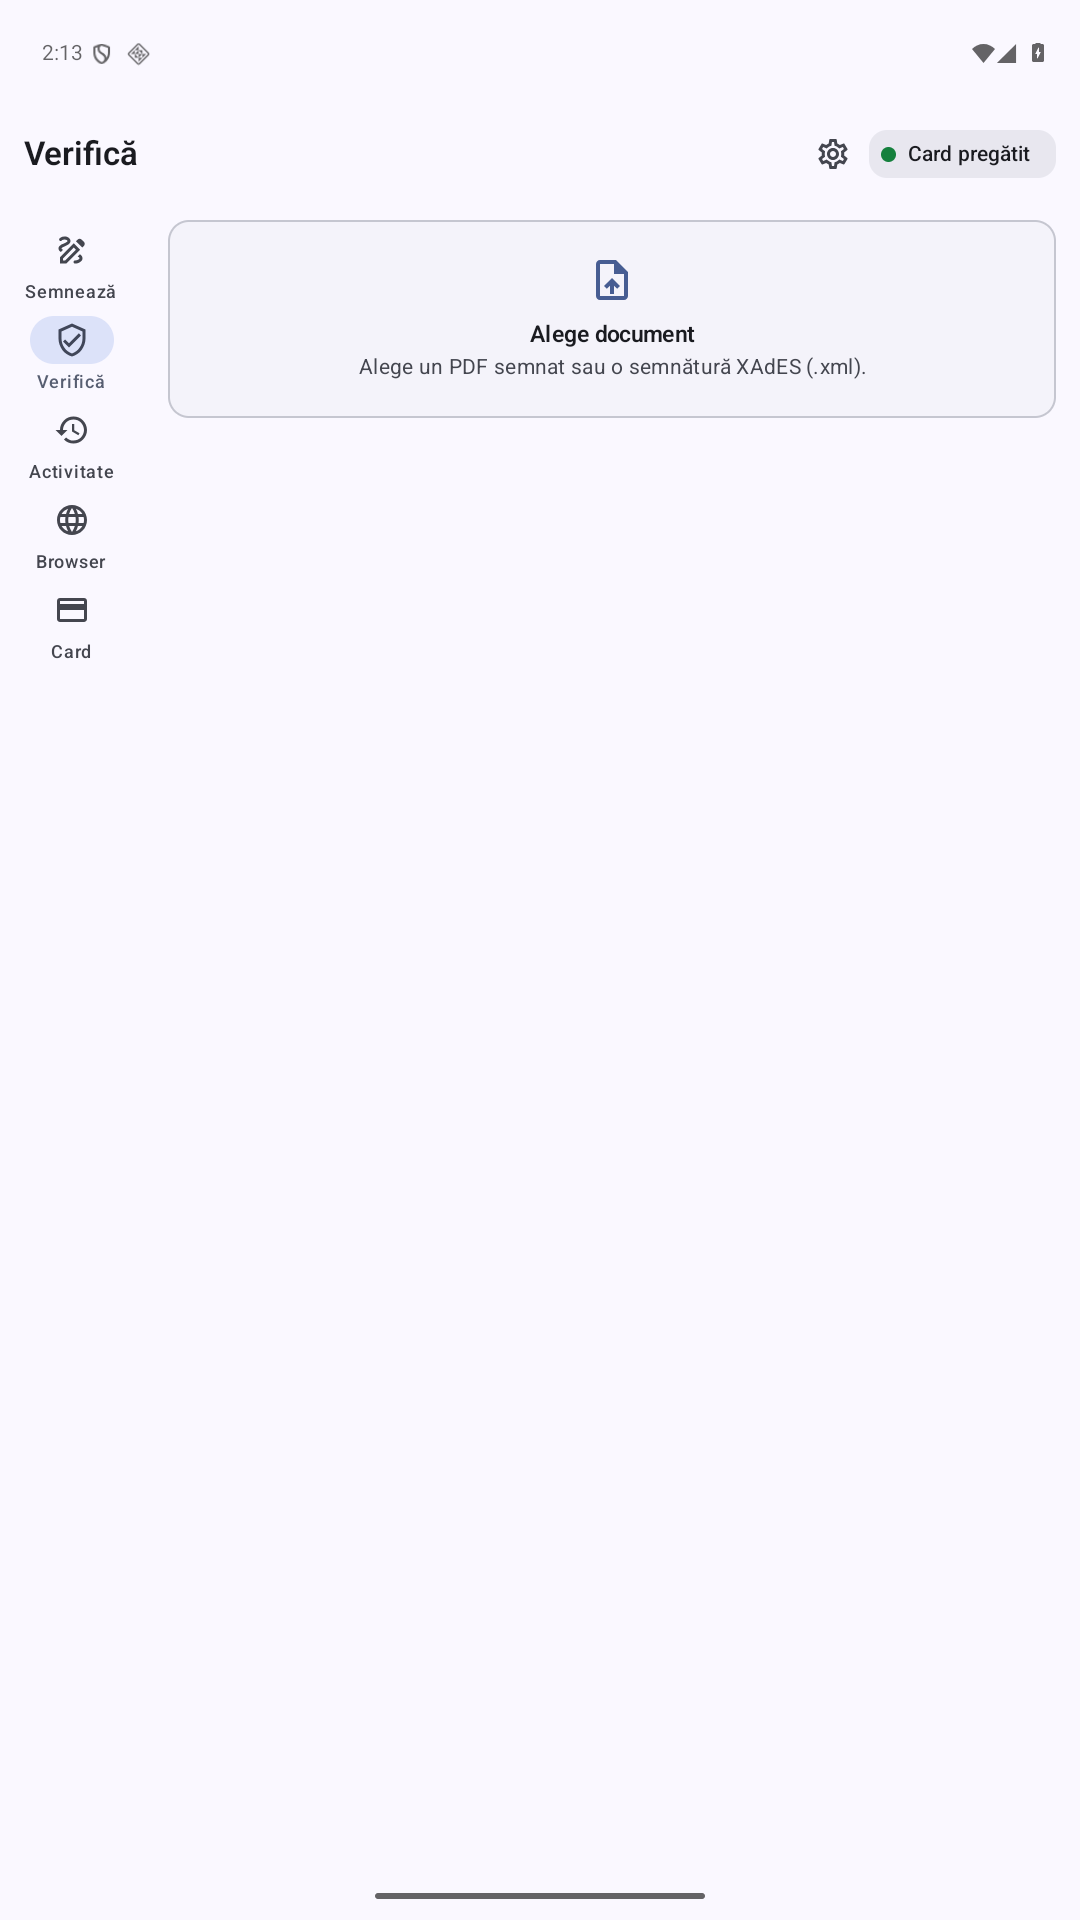 2:13
Verifică
Card pregătit
Semnează
Verifică
Activitate
Browser
Card
Alege document
Alege un PDF semnat sau o semnătură XAdES (.xml).